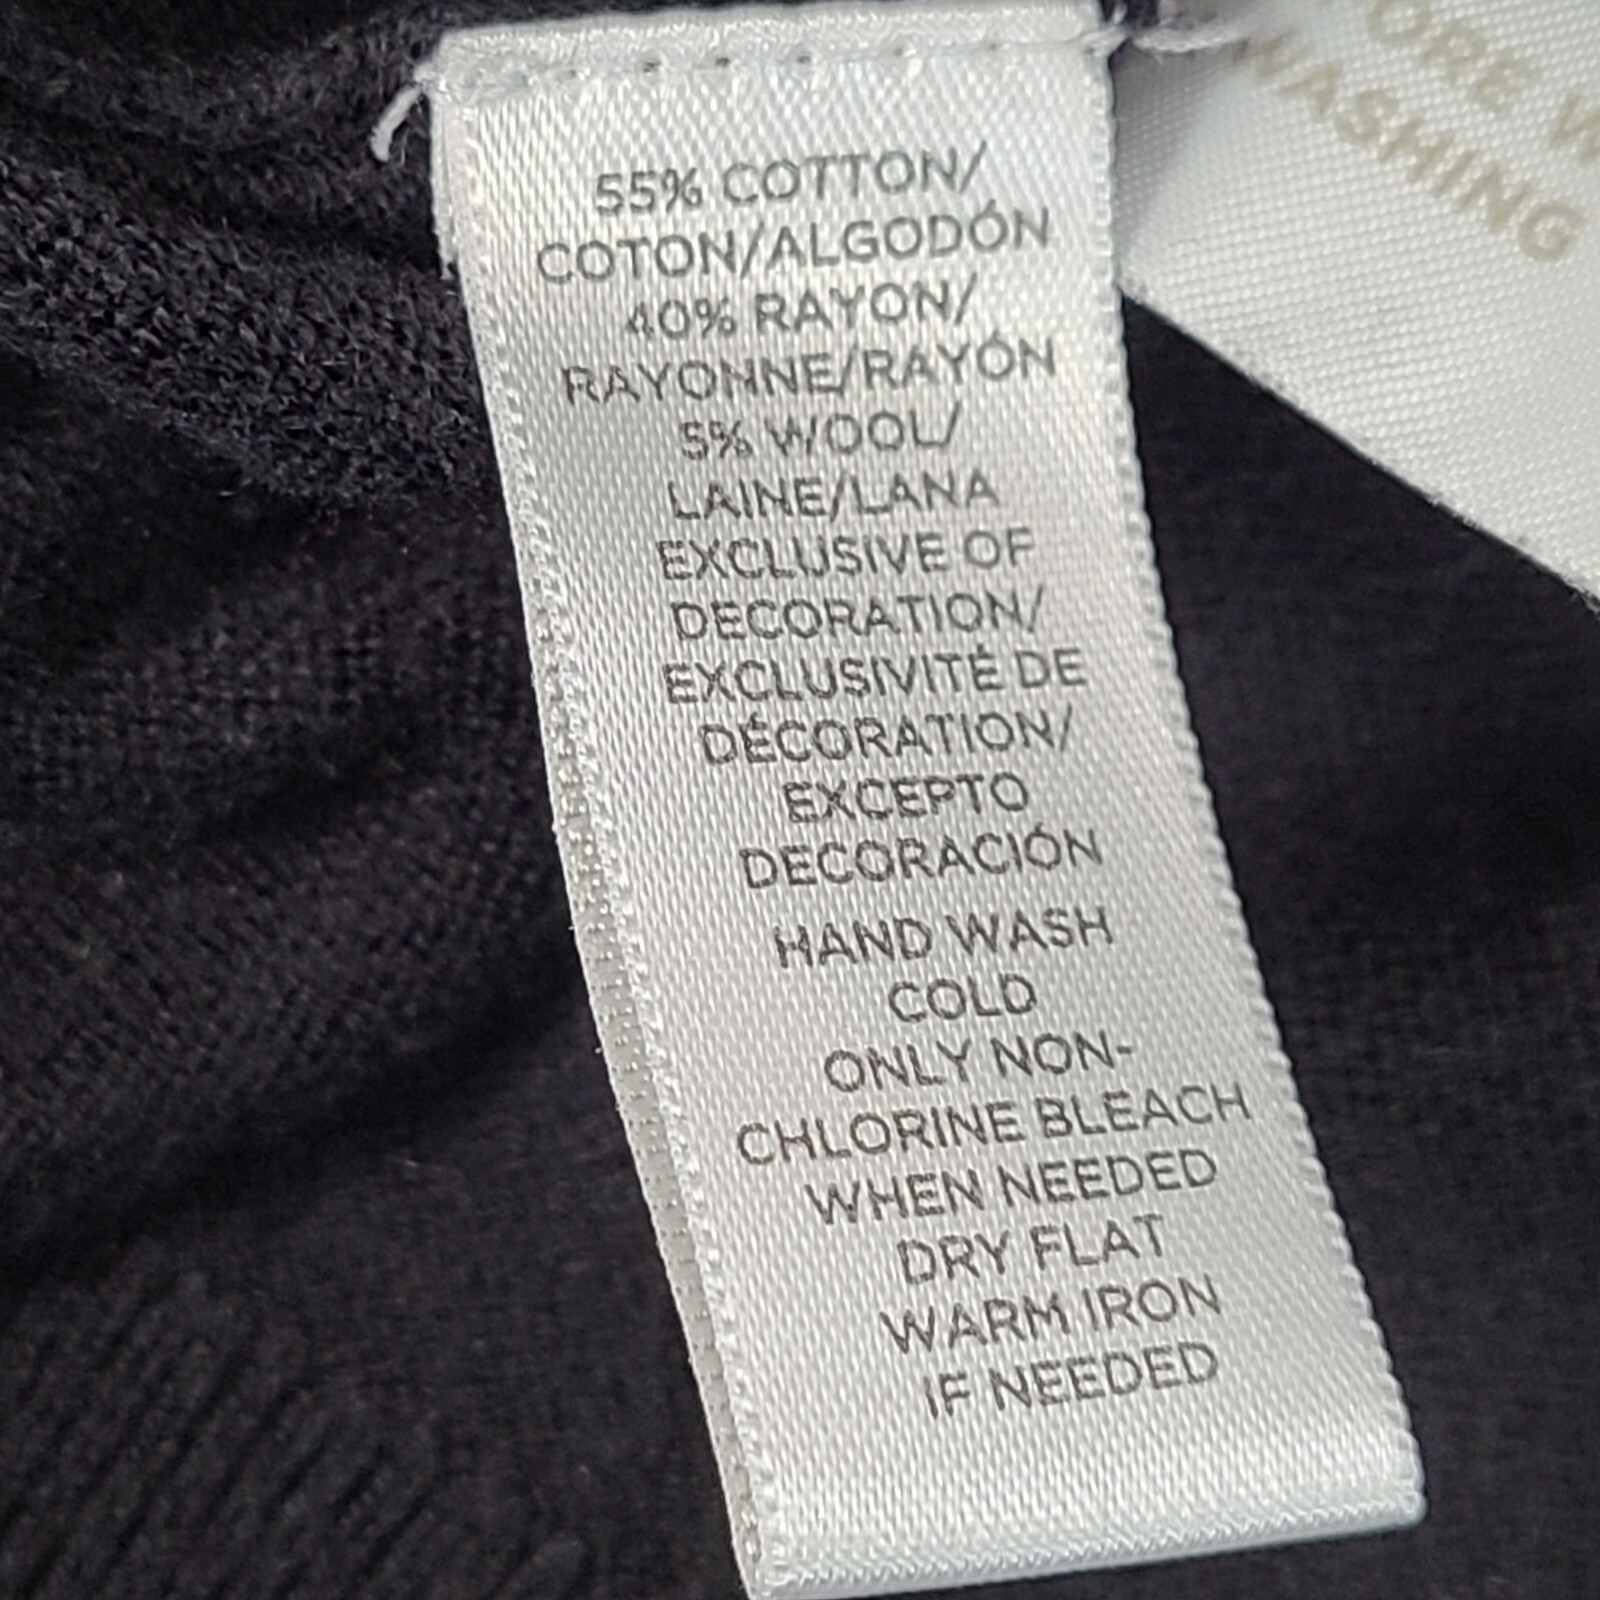 55% COTTON/
COTON/ALGODÓN
40% RAYON/
RAYONNE/RAYÓN
5% WOOL/
LAINE/LANA
EXCLUSIVE OF
DECORATION/
EXCLUSIVITÉ DE
DÉCORATION/
EXCEPTO
DECORACIÓN
HAND WASH
COLD
ONLY NON-
CHLORINE BLEACH
WHEN NEEDED
DRY FLAT
WARM IRON
IF NEEDED
WASHING